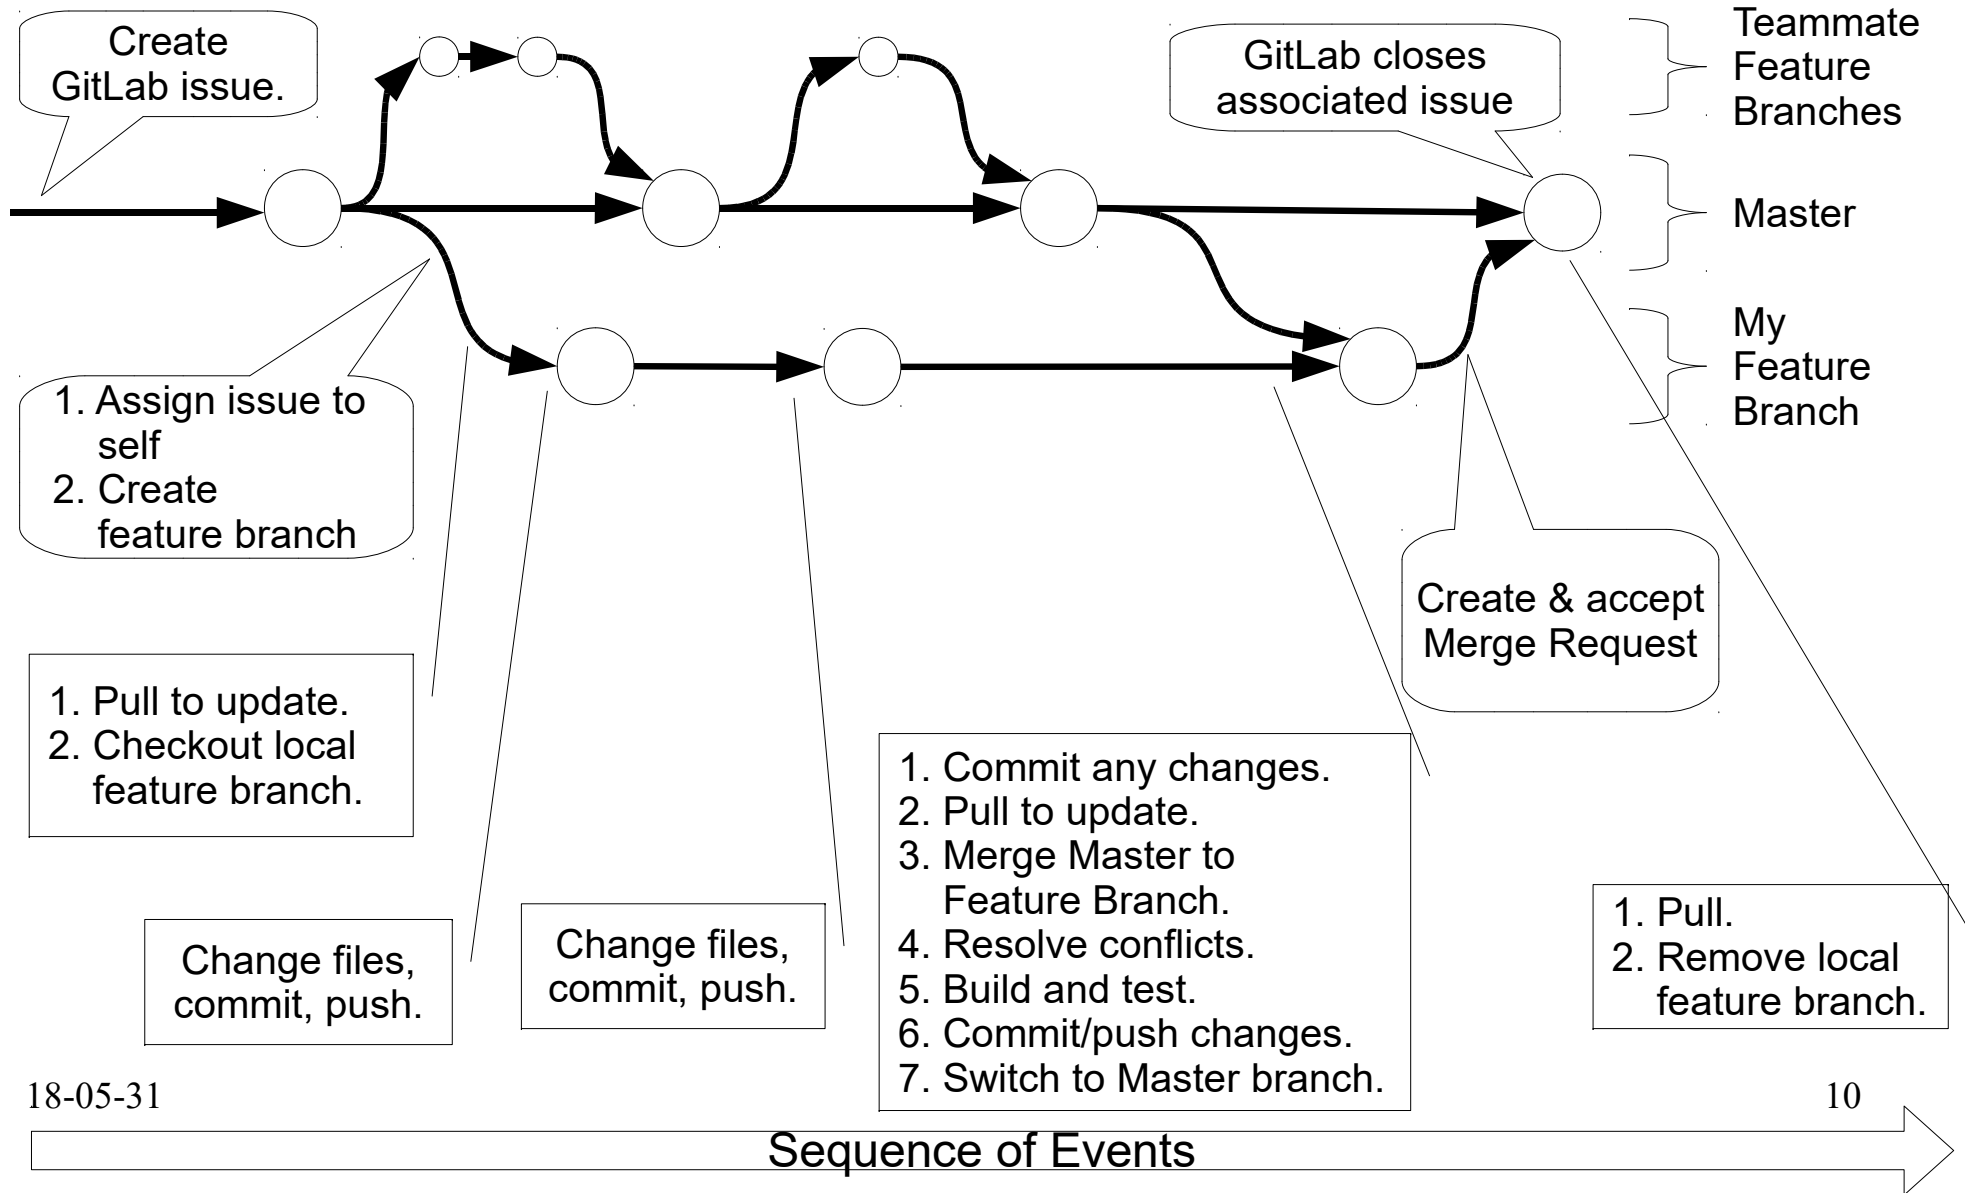 Create
GitLab issue.
GitLab closes
associated issue
Teammate
Feature
Branches
Master
My
Feature
Branch
1. Assign issue to
self
2. Create
feature branch
Create & accept
Merge Request
1. Pull to update.
2. Checkout local
feature branch.
1. Commit any changes.
2. Pull to update.
3. Merge Master to
Feature Branch.
4. Resolve conflicts.
5. Build and test.
6. Commit/push changes.
7. Switch to Master branch.
Change files,
commit, push.
Change files,
commit, push.
1. Pull.
2. Remove local
feature branch.
18-05-31
10
Sequence of Events